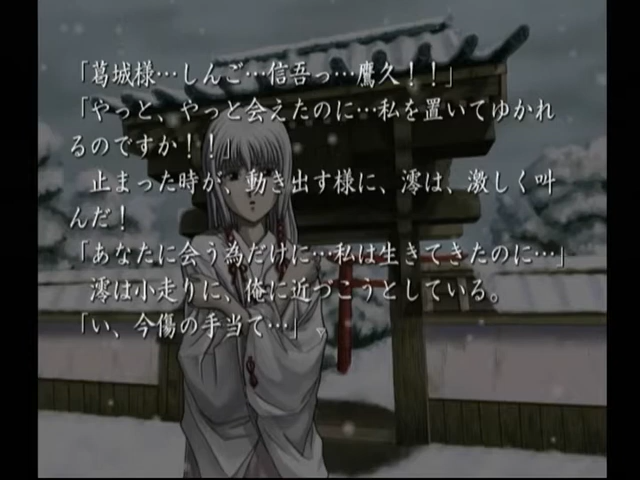 「葛城様…しんご…信吾っ…鷹久！！」
「やっと、やっと会えたのに…私を置いてゆかれ
るのですか！！」
　止まった時が、動き出す様に、澪は、激しく叫
んだ！
「あなたに会う為だけに…私は生きてきたのに…」
　澪は小走りに、俺に近づこうとしている。
「い、今傷の手当て…」